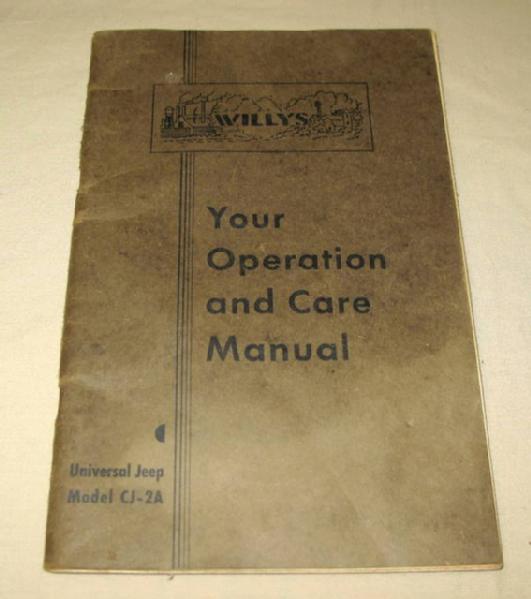 WILLYS
Your
Operation
and Care
Manual
Universal Jeep
Model CJ-2A